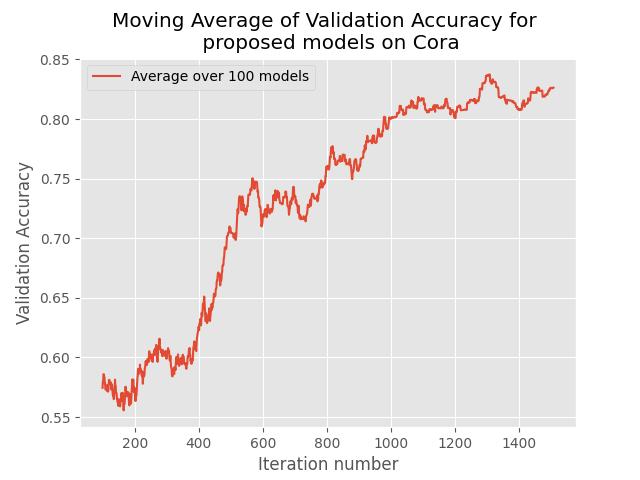 Moving Average of Validation Accuracy for
proposed models on Cora
Average over 100 models
Validation Accuracy
0.85
0.80
0.75
0.70
0.65
0.60
0.55
200 400 600 800 1000 1200 1400
Iteration number